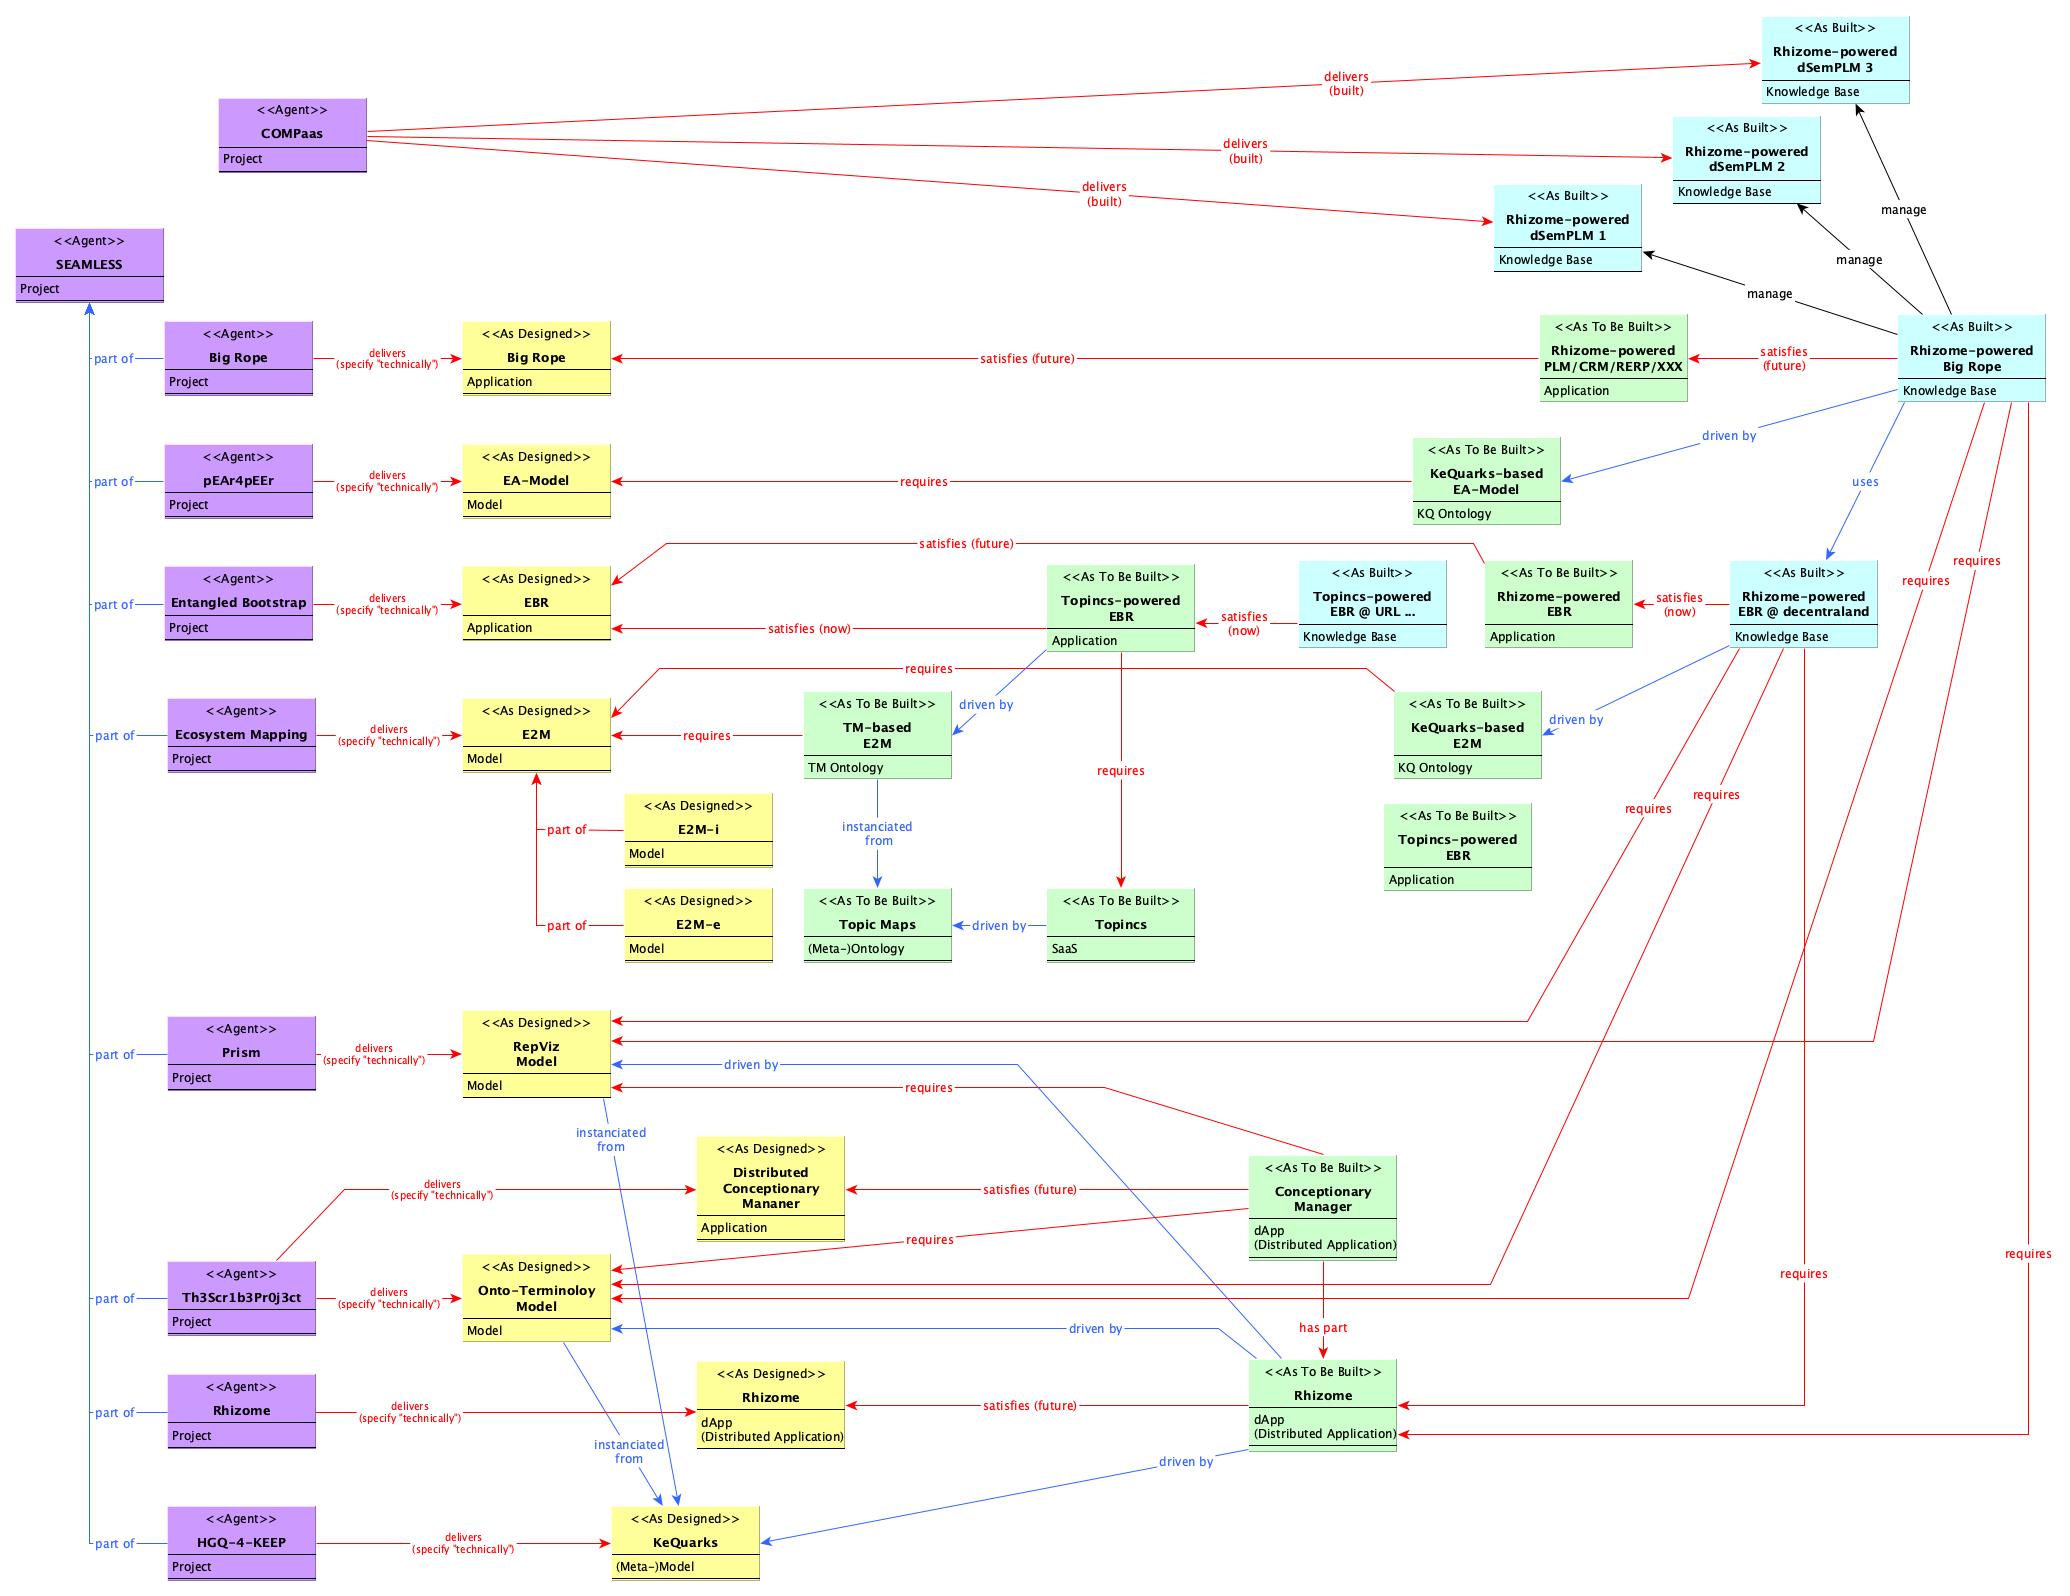 <<As Built>>
Rhizome-powered
dSemPLM 3
Knowledge Base
delivers
(built)
<<Agent>>
COMPaas
Project
<<As Built>>
Rhizome-powered
dSemPLM 2
Knowledge Base
delivers
(built)
delivers
(built)
<<As Built>>
Rhizome-powered
dSemPLM 1
Knowledge Base
manage
manage
manage
<<Agent>>
SEAMLESS
Project
part of
<<Agent>>
Big Rope
Project
delivers
(specify "technically")
<<As Designed>>
Big Rope
Application
satisfies (future)
<<As To Be Built>>
Rhizome-powered
PLM/CRM/RERP/XXX
Application
satisfies
(future)
<<As Built>>
Rhizome-powered
Big Rope
Knowledge Base
driven by
uses
part of
<<Agent>>
pEAr4pEEr
Project
delivers
(specify "technically")
<<As Designed>>
EA-Model
Model
requires
<<As To Be Built>>
KeQuarks-based
EA-Model
KQ Ontology
satisfies (future)
requires
requires
part of
<<Agent>>
Entangled Bootstrap
Project
delivers
(specify "technically")
<<As Designed>>
EBR
Application
satisfies (now)
<<As To Be Built>>
Topincs-powered
EBR
Application
satisfies
(now)
<<As Built>>
Topincs-powered
EBR @ URL ...
Knowledge Base
<<As To Be Built>>
Rhizome-powered
EBR
Application
satisfies
(now)
<<As Built>>
Rhizome-powered
EBR @ decentraland
Knowledge Base
requires
driven by
driven by
part of
<<Agent>>
Ecosystem Mapping
Project
delivers
(specify "technically")
<<As Designed>>
E2M
Model
requires
<<As To Be Built>>
TM-based
E2M
TM Ontology
<<As To Be Built>>
KeQuarks-based
E2M
KQ Ontology
requires
requires
requires
part of
<<As Designed>>
E2M-i
Model
instanciated
from
<<As To Be Built>>
Topincs-powered
EBR
Application
part of
<<As Designed>>
E2M-e
Model
<<As To Be Built>>
Topic Maps
(Meta-)Ontology
driven by
<<As To Be Built>>
Topincs
SaaS
part of
<<Agent>>
Prism
Project
delivers
(specify "technically")
<<As Designed>>
RepViz
Model
Model
driven by
requires
instanciated
from
<<As Designed>>
Distributed
Conceptionary
Mananer
Application
satisfies (future)
<<As To Be Built>>
Conceptionary
Manager
dApp
(Distributed Application)
delivers
(specify "technically")
requires
requires
requires
part of
<<Agent>>
Th3Scr1b3Pr0j3ct
Project
delivers
(specify "technically")
<<As Designed>>
Onto-Terminoloy
Model
Model
driven by
has part
part of
<<Agent>>
Rhizome
Project
delivers
(specify "technically")
<<As Designed>>
Rhizome
dApp
(Distributed Application)
satisfies (future)
<<As To Be Built>>
Rhizome
dApp
(Distributed Application)
instanciated
from
driven by
part of
<<Agent>>
HGQ-4-KEEP
Project
delivers
(specify "technically")
<<As Designed>>
KeQuarks
(Meta-)Model